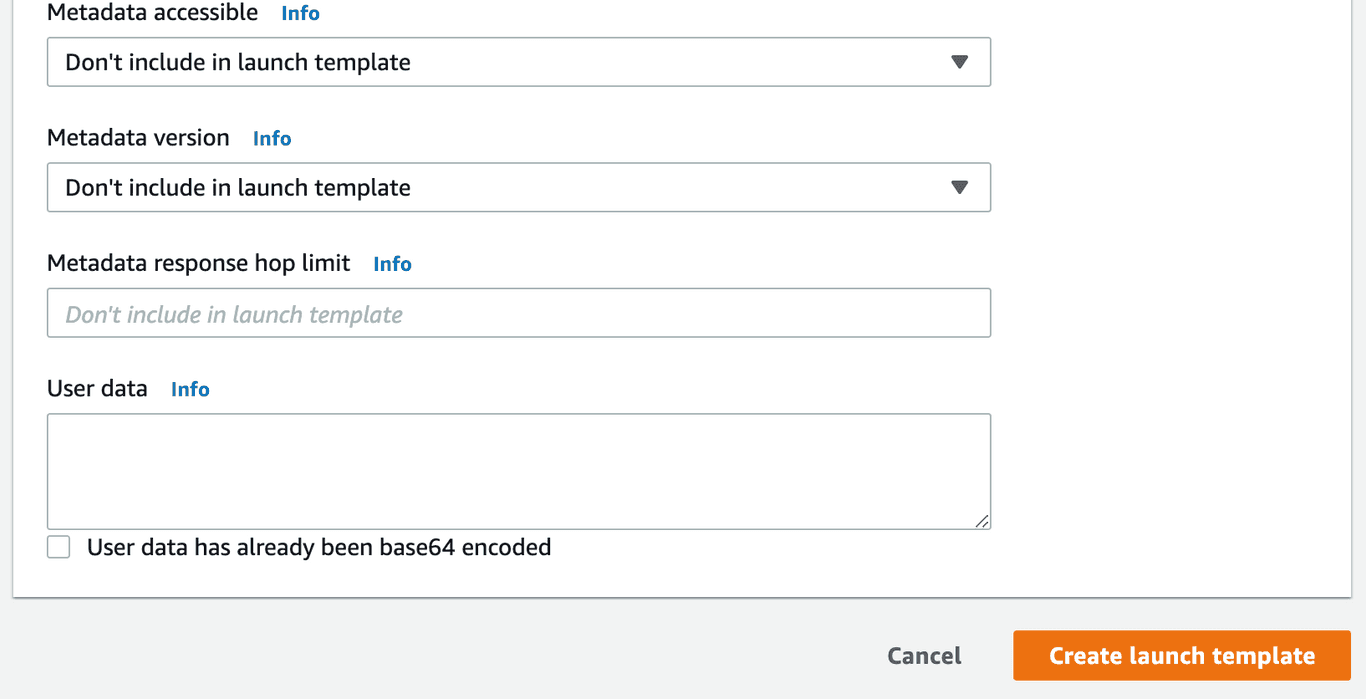 Metadata accessible Info
Don't include in launch template
Metadata version Info
Don't include in launch template
Metadata response hop limit Info
Don't include in launch template
User data Info
User data has already been base64 encoded
Cancel Create launch template